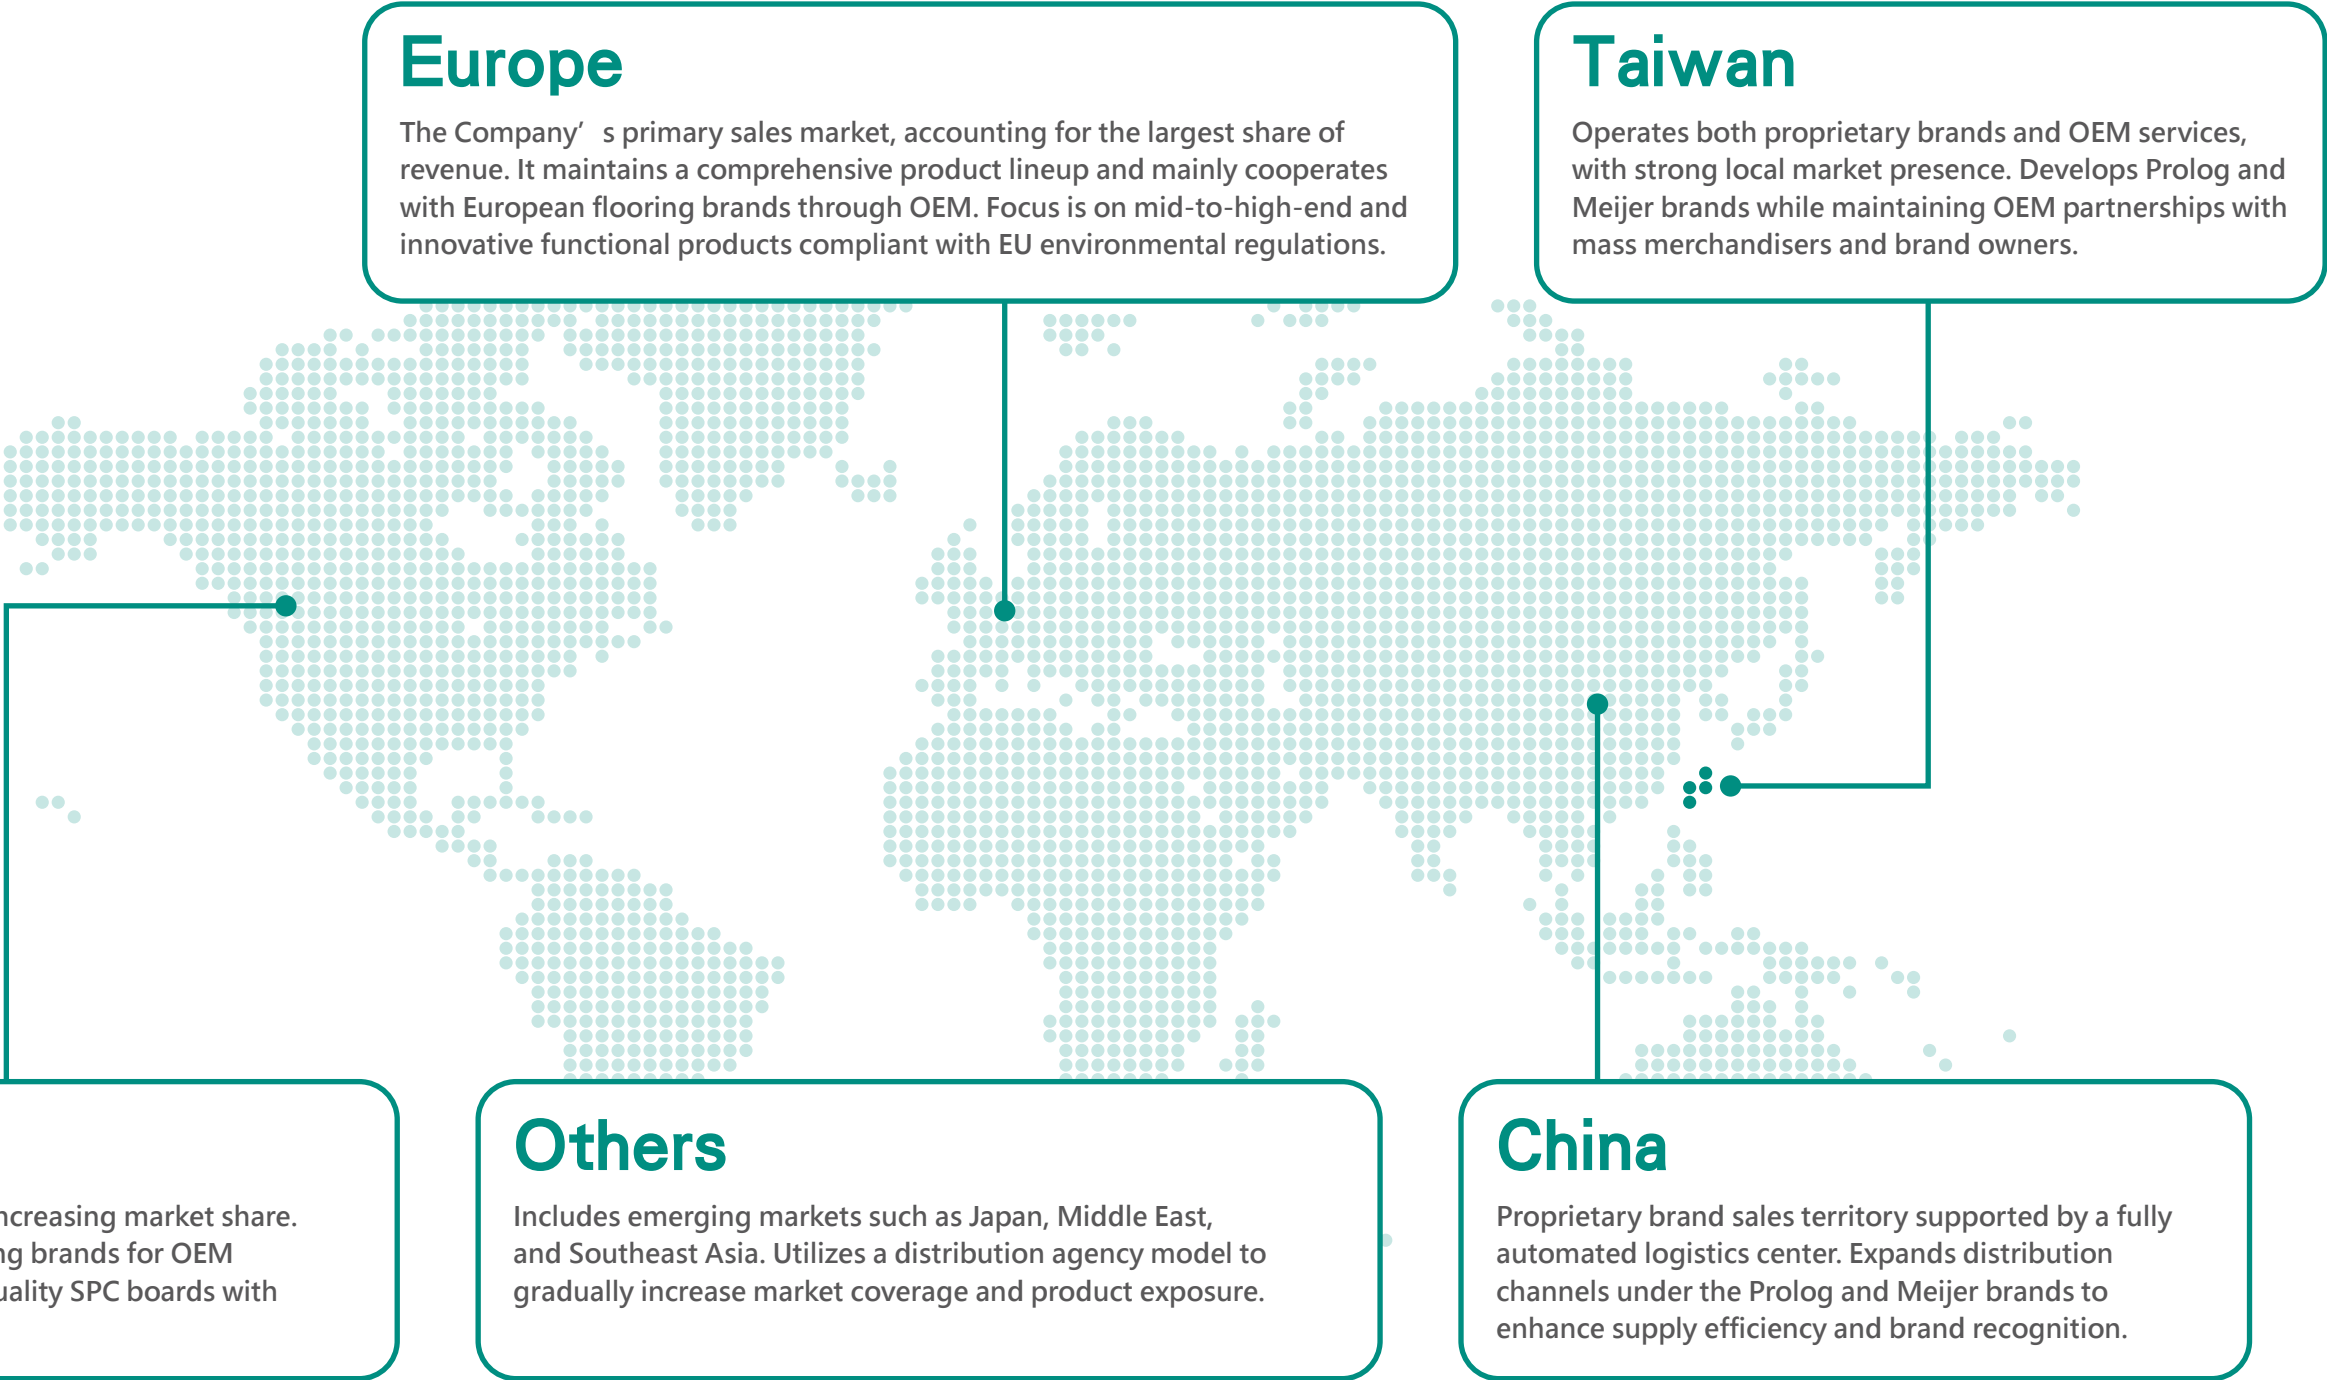 Europe
The Company’ s primary sales market, accounting for the largest share of
revenue. It maintains a comprehensive product lineup and mainly cooperates
with European flooring brands through OEM. Focus is on mid-to-high-end and
innovative functional products compliant with EU environmental regulations.
Taiwan
Operates both proprietary brands and OEM services,
with strong local market presence. Develops Prolog and
Meijer brands while maintaining OEM partnerships with
mass merchandisers and brand owners.
increasing market share.
brands for OEM
SPC boards with
Others
Includes emerging markets such as Japan, Middle East,
and Southeast Asia. Utilizes a distribution agency model to
gradually increase market coverage and product exposure.
China
Proprietary brand sales territory supported by a fully
automated logistics center. Expands distribution
channels under the Prolog and Meijer brands to
enhance supply efficiency and brand recognition.